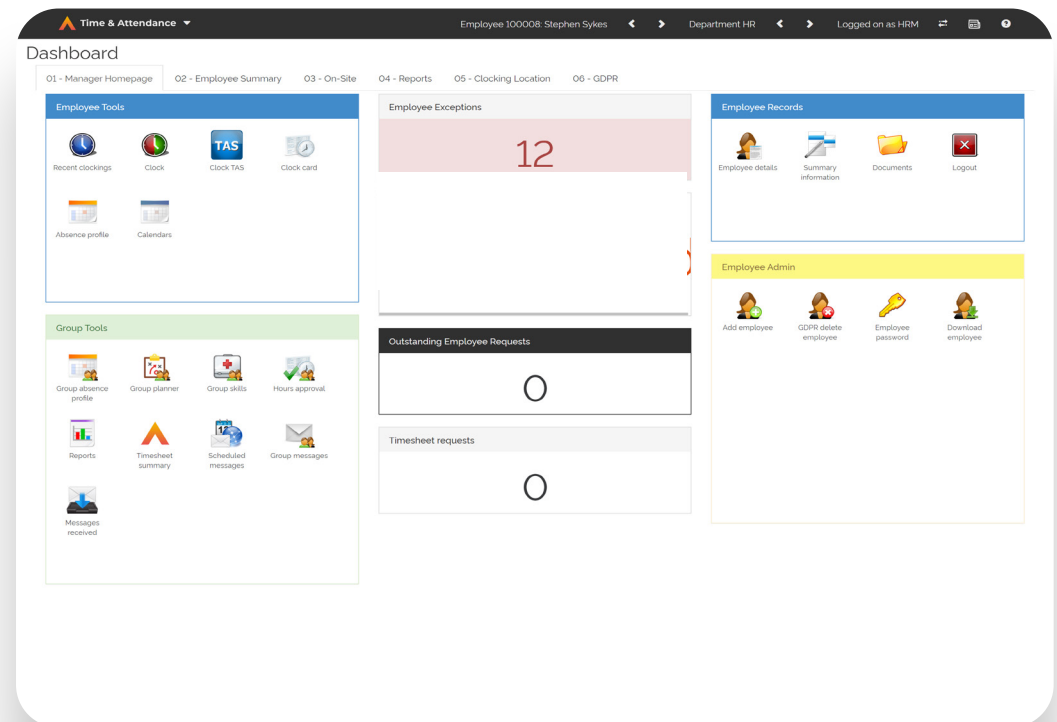 Time & Attendance
Employee 100008: Stephen Sykes
Department HR
Logged on as HRM
Dashboard
01 - Manager Homepage
02 - Employee Summary
03 - On-Site
04 - Reports
05 - Clocking Location
06 - GDPR
Employee Tools
Recent clockings
Clock
TAS
Clock TAS
Clock card
Absence profile
Calendars
Group Tools
Group absence
profile
Group planner
Group skills
Hours approval
Reports
Timesheet
summary
12
Scheduled
messages
Group messages
Messages
received
Employee Exceptions
12
Outstanding Employee Requests
0
Timesheet requests
0
Employee Records
Employee details
Summary
information
Documents
Logout
Employee Admin
Add employee
GDPR delete
employee
Employee
password
Download
employee